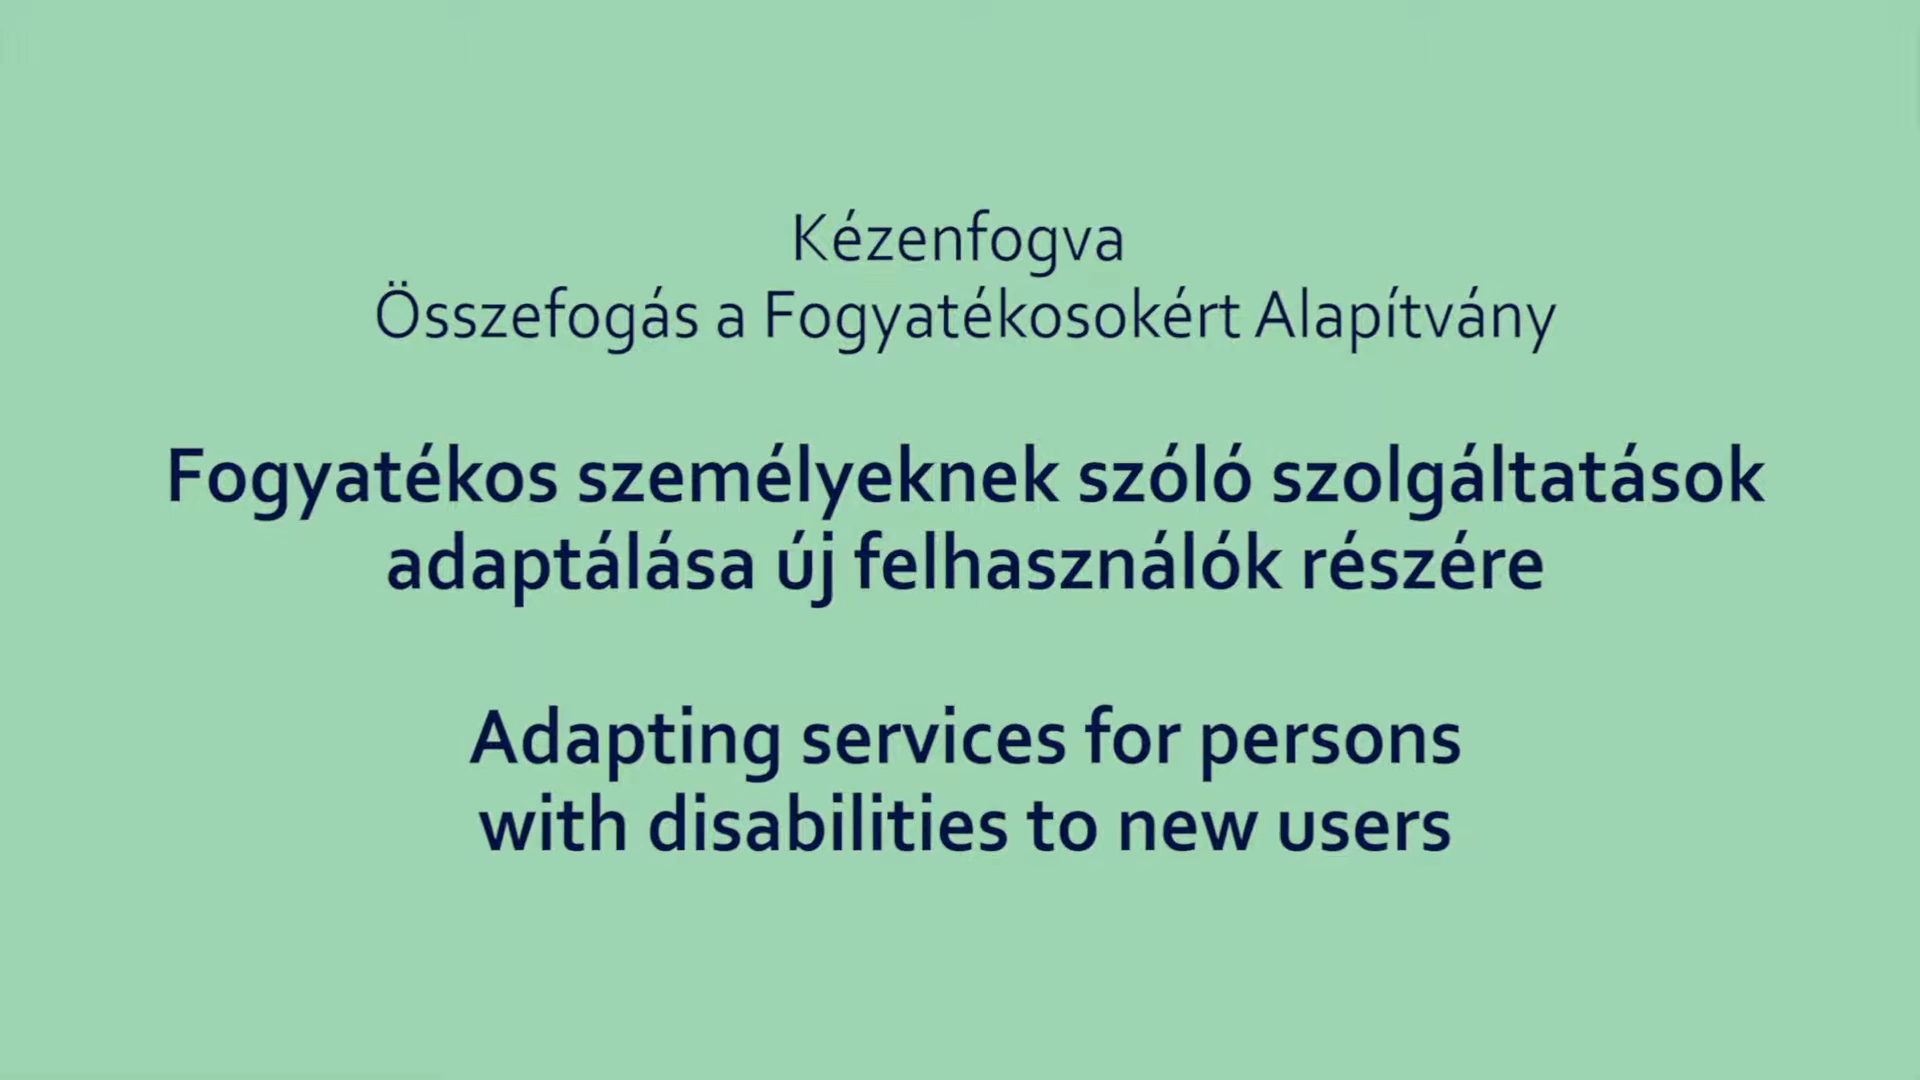 Kézenfogva
Összefogás a Fogyatékosokért Alapítvány
Fogyatékos személyeknek szóló szolgáltatások
adaptálása új felhasználók részére
Adapting services for persons
with disabilities to new users